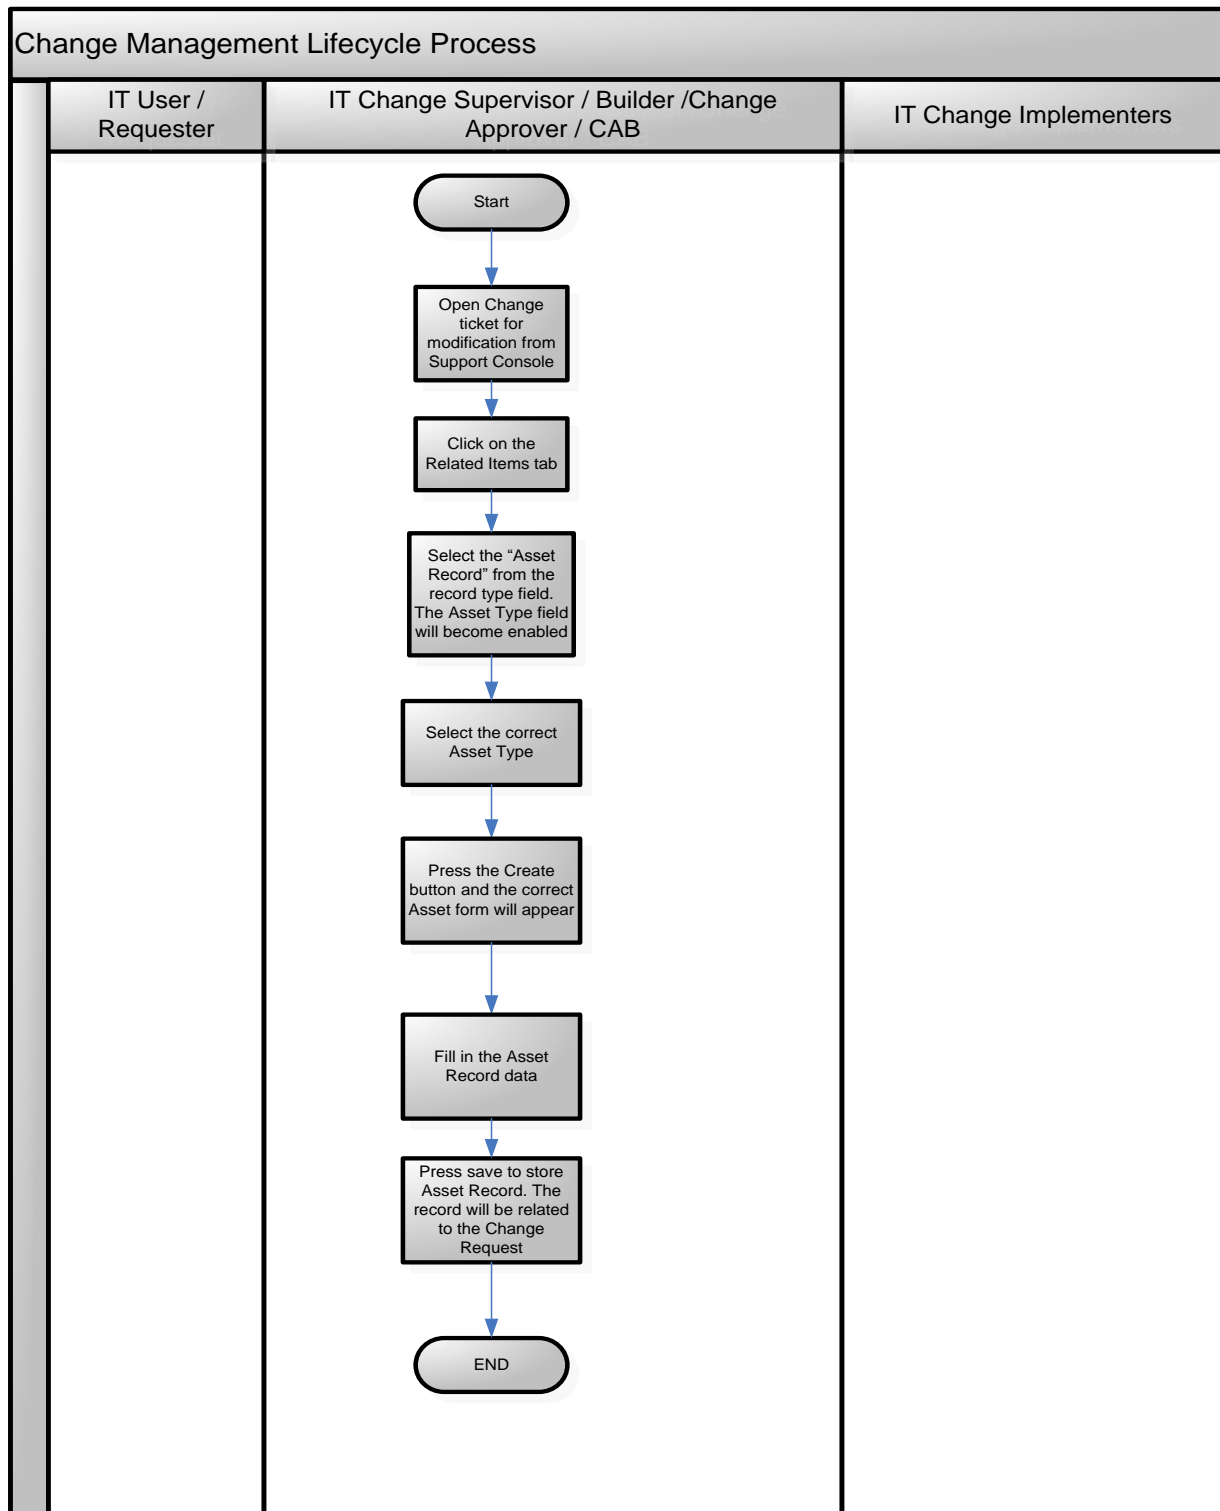 Change Management Lifecycle Process
IT User /
Requester
IT Change Supervisor / Builder /Change
Approver / CAB
IT Change Implementers
Start
Open Change
ticket for
modification from
Support Console
Click on the
Related Items tab
Select the “Asset
Record” from the
record type field.
The Asset Type field
will become enabled
Select the correct
Asset Type
Press the Create
button and the correct
Asset form will appear
Fill in the Asset
Record data
Press save to store
Asset Record. The
record will be related
to the Change
Request
END